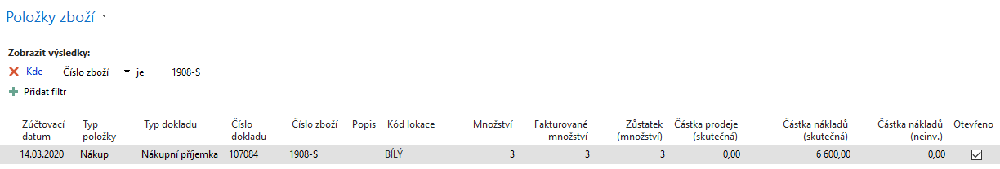 Položky zboží
Zobrazit výsledky:
Kde Číslo zboží je 1908-S
Přidat filtr
Zúčtovací datum Typ položky Typ dokladu Číslo dokladu Číslo zboží Popis Kód lokace Množství Fakturované množství Zůstatek (množství) Částka prodeje (skutečná) Částka nákladů (skutečná) Částka nákladů (neinv.) Otevřeno
14.03.2020 Nákup Nákupní příjemka 107084 1908-S BÍLÝ 3 3 3 0,00 6 600,00 0,00